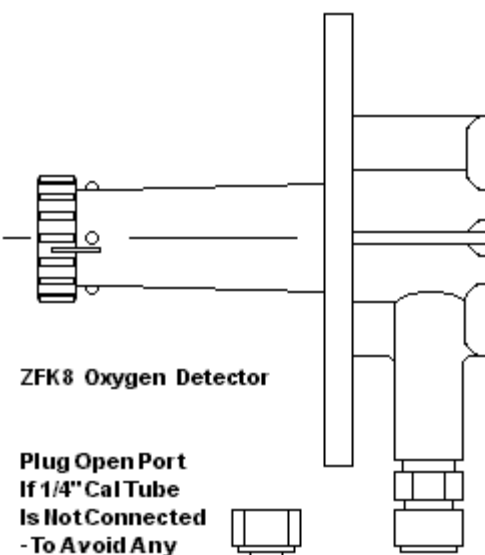 ZFK8 Oxygen Detector
Plug Open Port
If 1/4" Cal Tube
Is Not Connected
- To Avoid Any